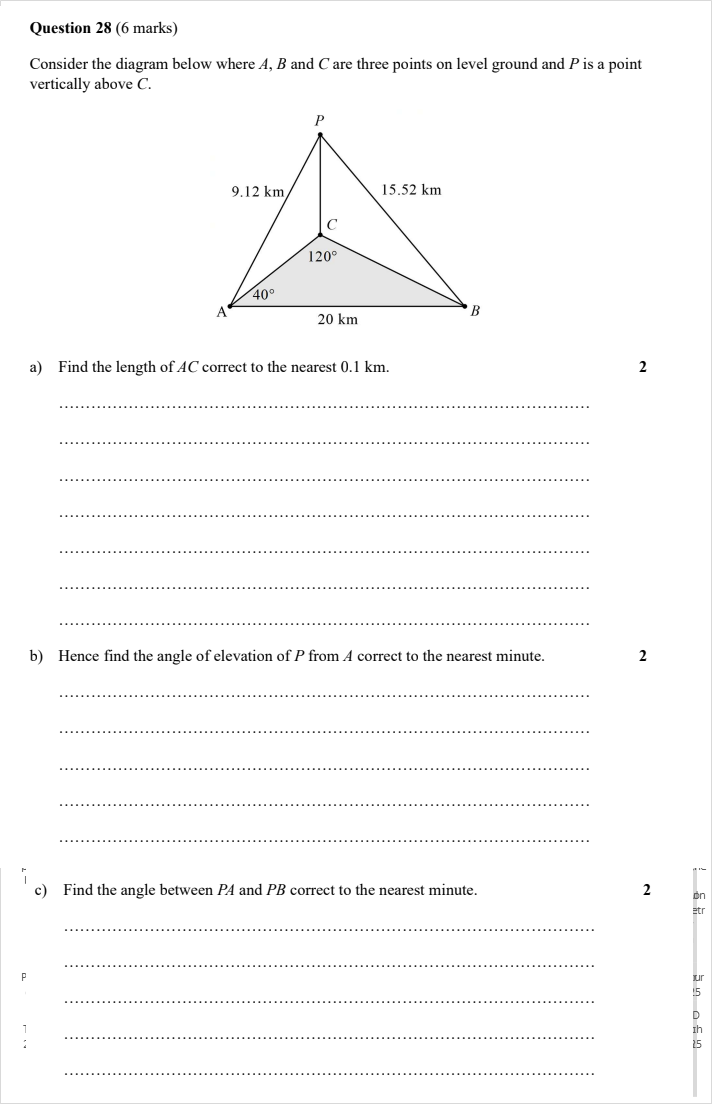 Question 28 (6 marks)
Consider the diagram below where A, B and C are three points on level ground and P is a point
vertically above C.
P
9.12 km
15.52 km
C
120°
40°
A
B
20 km
a) Find the length of AC correct to the nearest 0.1 km. 2
b) Hence find the angle of elevation of P from A correct to the nearest minute. 2
c) Find the angle between PA and PB correct to the nearest minute. 2